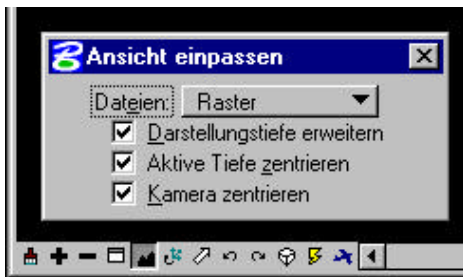 Ansicht einpassen
Dateien: Raster
Darstellungstiefe erweitern
Aktive Tiefe zentrieren
Kamera zentrieren